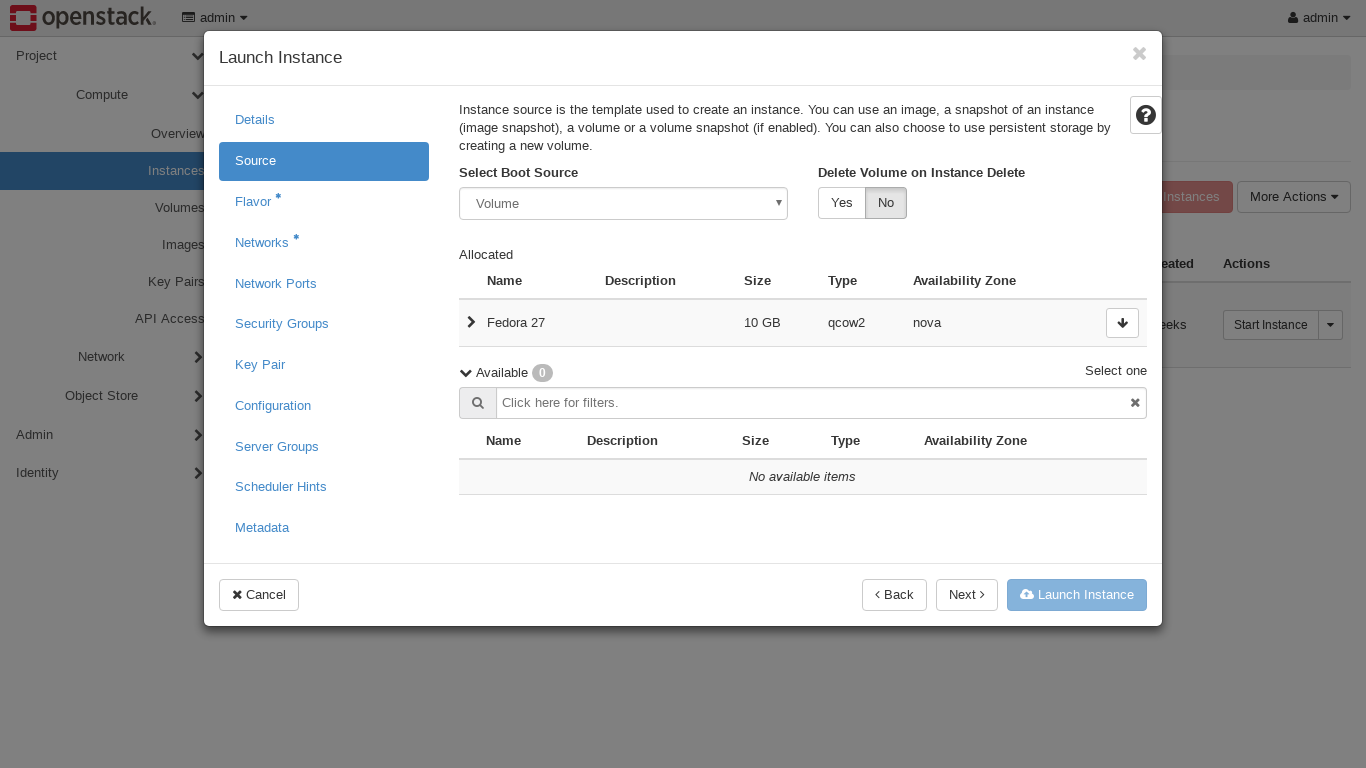 openstack.
admin
admin
Project
Compute
Overview
Instances
Volumes
Images
Key Pairs
API Access
Network
Object Store
Admin
Identity
Instances
More Actions
eated
Actions
eeks
Start Instance
Launch Instance
Details
Source
Flavor *
Networks *
Network Ports
Security Groups
Key Pair
Configuration
Server Groups
Scheduler Hints
Metadata
Instance source is the template used to create an instance. You can use an image, a snapshot of an instance
(image snapshot), a volume or a volume snapshot (if enabled). You can also choose to use persistent storage by
creating a new volume.
Select Boot Source
Delete Volume on Instance Delete
Volume
Yes No
Allocated
Name Description Size Type Availability Zone
Fedora 27 10 GB qcow2 nova
Available 0
Select one
Click here for filters.
Name Description Size Type Availability Zone
No available items
Cancel
Back
Next
Launch Instance